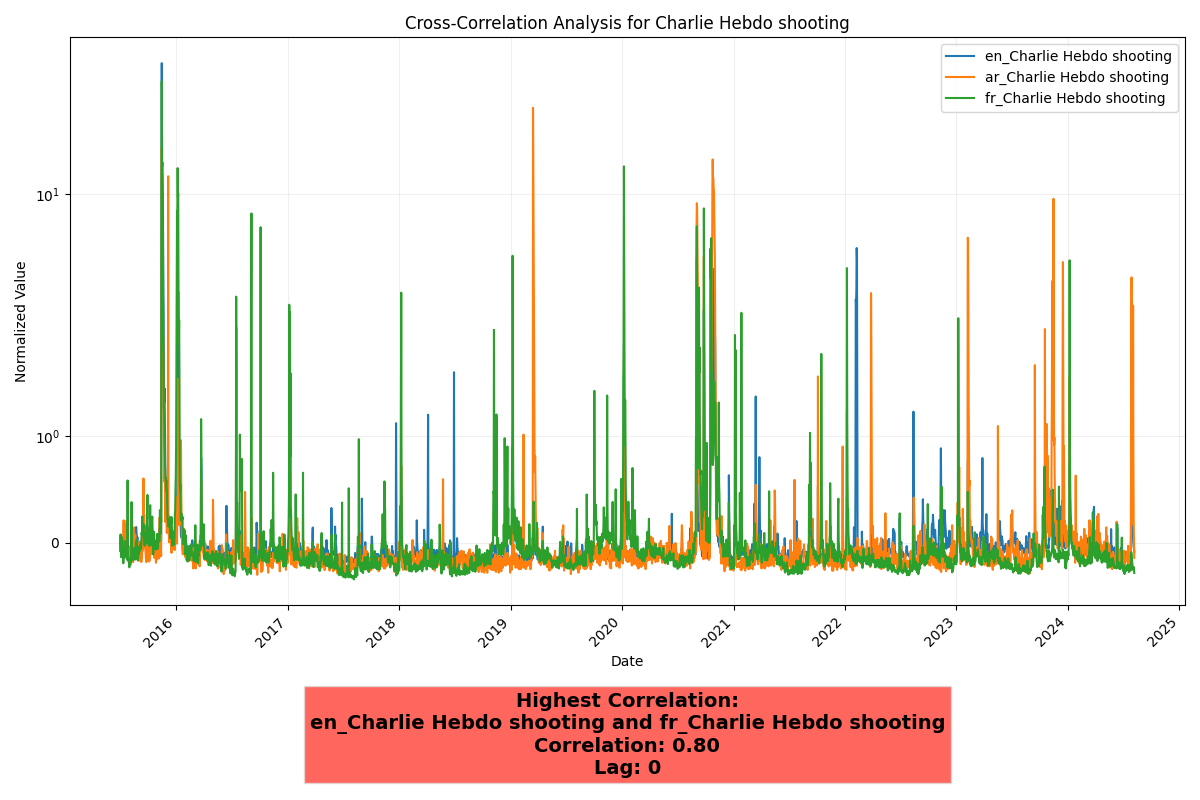 Cross-Correlation Analysis for Charlie Hebdo shooting
en_Charlie Hebdo shooting
ar_Charlie Hebdo shooting
fr_Charlie Hebdo shooting
Normalized Value
10¹
10⁰
0
2016
2017
2018
2019
2020
2021
2022
2023
2024
2025
Date
Highest Correlation:
en_Charlie Hebdo shooting and fr_Charlie Hebdo shooting
Correlation: 0.80
Lag: 0